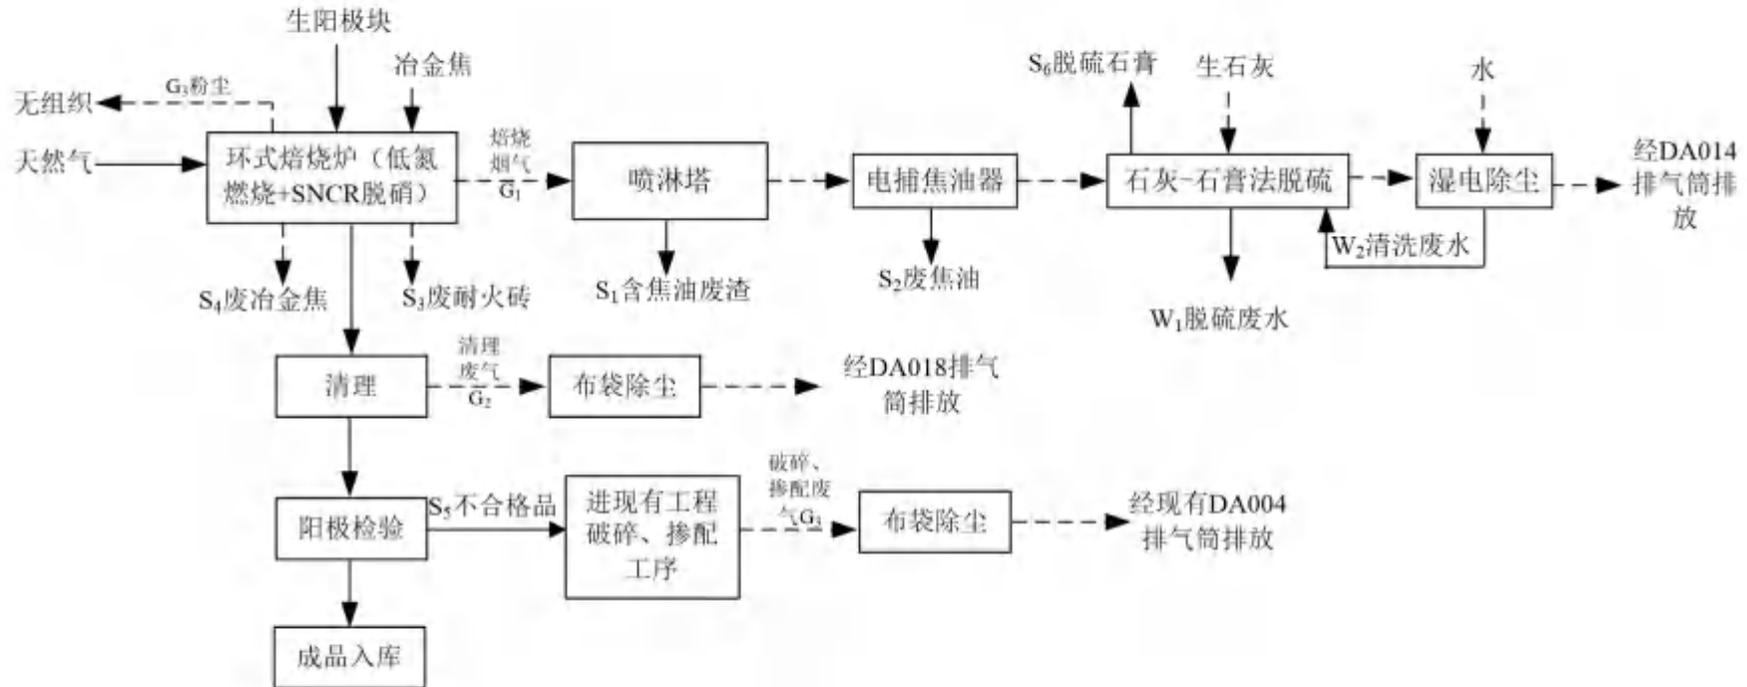 生阳极块
冶金焦
S₆脱硫石膏
生石灰
水
G₃粉尘
无组织
天然气
环式焙烧炉（低氮
燃烧+SNCR脱硝）
焙烧
烟气
G₁
喷淋塔
电捕焦油器
石灰-石膏法脱硫
湿电除尘
经DA014
排气筒排
放
W₂清洗废水
S₄废冶金焦
S₃废耐火砖
S₁含焦油废渣
S₂废焦油
W₁脱硫废水
清理
清理
废气
G₂
布袋除尘
经DA018排气
筒排放
阳极检验
S₅不合格品
进现有工程
破碎、掺配
工序
破碎、
掺配废
气G₃
布袋除尘
经现有DA004
排气筒排放
成品入库